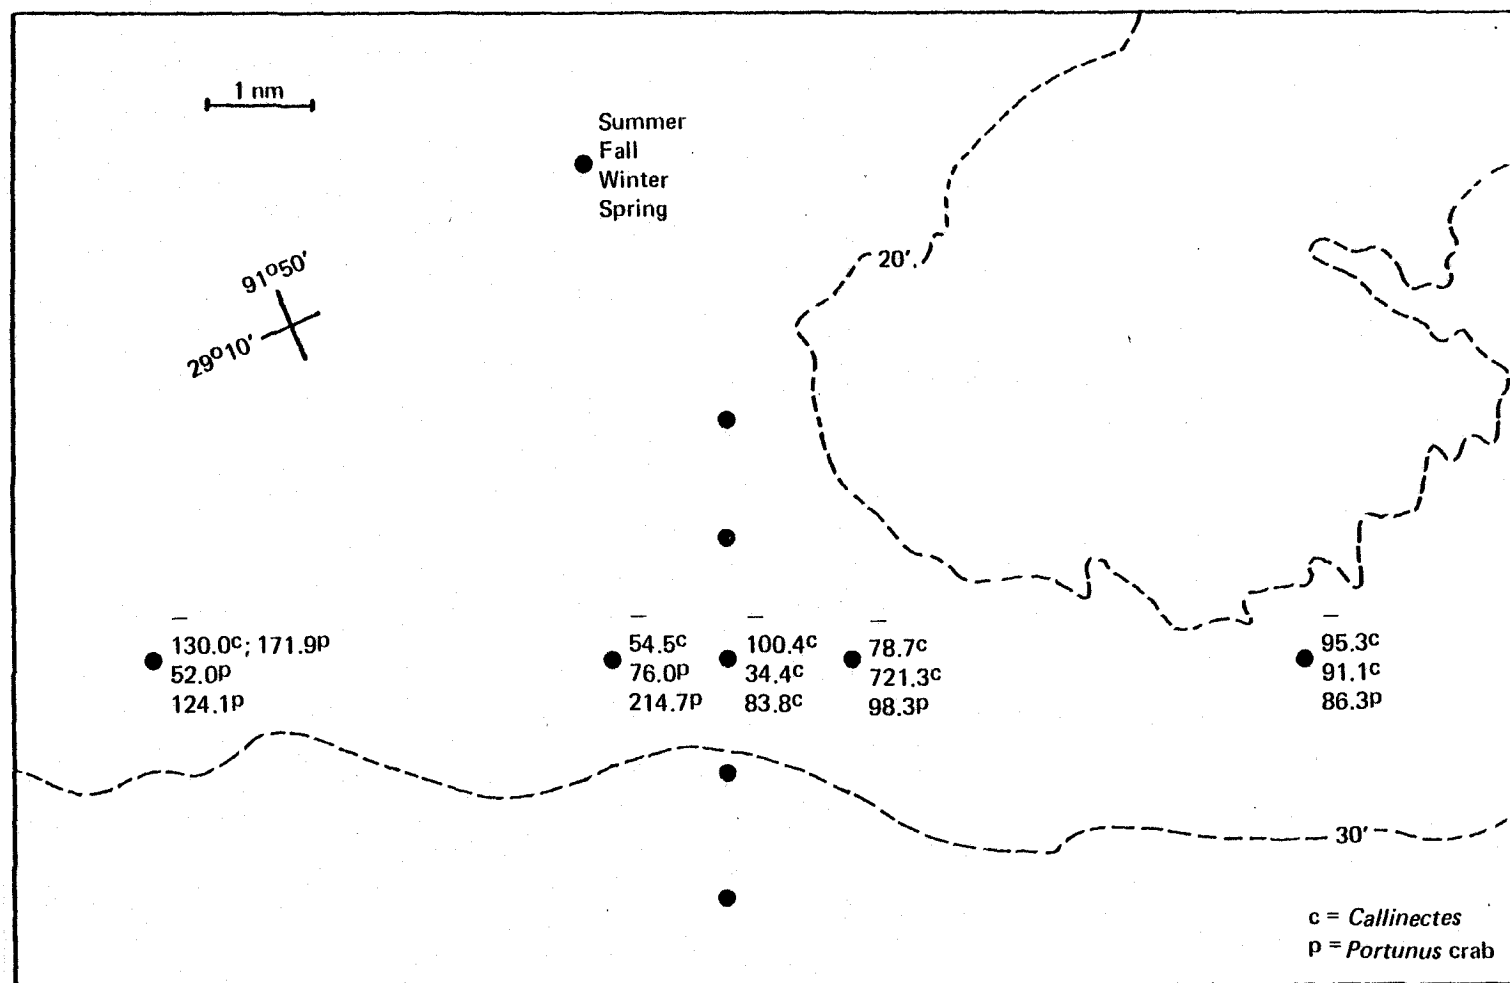 1 nm
Summer
Fall
Winter
Spring
91°50'
29°10'
20'
—
130.0c; 171.9p
52.0p
124.1p
—
54.5c
76.0p
214.7p
—
100.4c
34.4c
83.8c
—
78.7c
721.3c
98.3p
—
95.3c
91.1c
86.3p
30'
c = Callinectes
p = Portunus crab